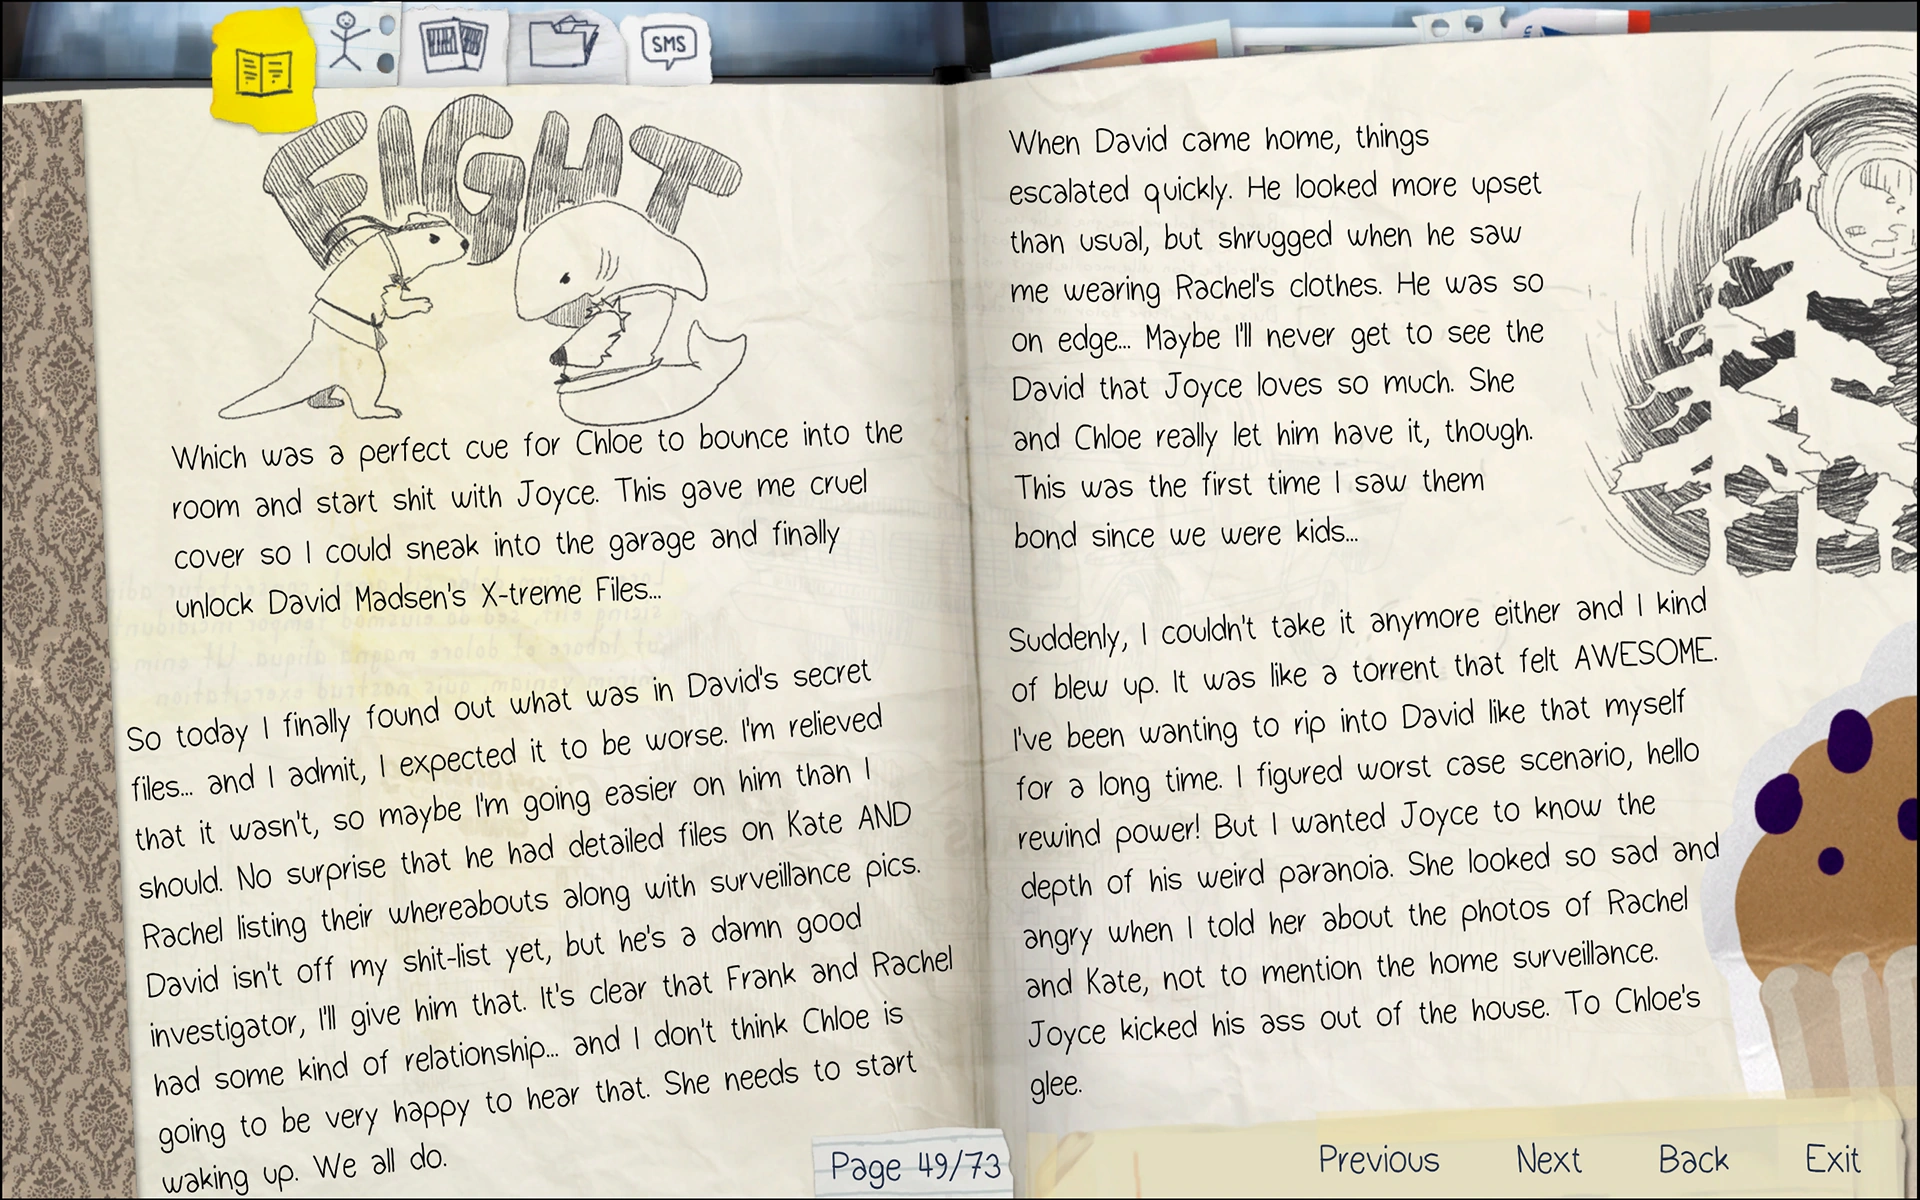 SMS
EIGHT
Which was a perfect cue for Chloe to bounce into the
room and start shit with Joyce. This gave me cruel
cover so I could sneak into the garage and finally
unlock David Madsen's X-treme Files...
So today I finally found out what was in David's secret
files... and I admit, I expected it to be worse. I'm relieved
that it wasn't, so maybe I'm going easier on him than I
should. No surprise that he had detailed files on Kate AND
Rachel listing their whereabouts along with surveillance pics.
David isn't off my shit-list yet, but he's a damn good
investigator, I'll give him that. It's clear that Frank and Rachel
had some kind of relationship... and I don't think Chloe is
going to be very happy to hear that. She needs to start
waking up. We all do.
When David came home, things
escalated quickly. He looked more upset
than usual, but shrugged when he saw
me wearing Rachel's clothes. He was so
on edge... Maybe I'll never get to see the
David that Joyce loves so much. She
and Chloe really let him have it, though.
This was the first time I saw them
bond since we were kids...
Suddenly, I couldn't take it anymore either and I kind
of blew up. It was like a torrent that felt AWESOME.
I've been wanting to rip into David like that myself
for a long time. I figured worst case scenario, hello
rewind power! But I wanted Joyce to know the
depth of his weird paranoia. She looked so sad and
angry when I told her about the photos of Rachel
and Kate, not to mention the home surveillance.
Joyce kicked his ass out of the house. To Chloe's
glee.
Page 49/73
Previous Next Back Exit